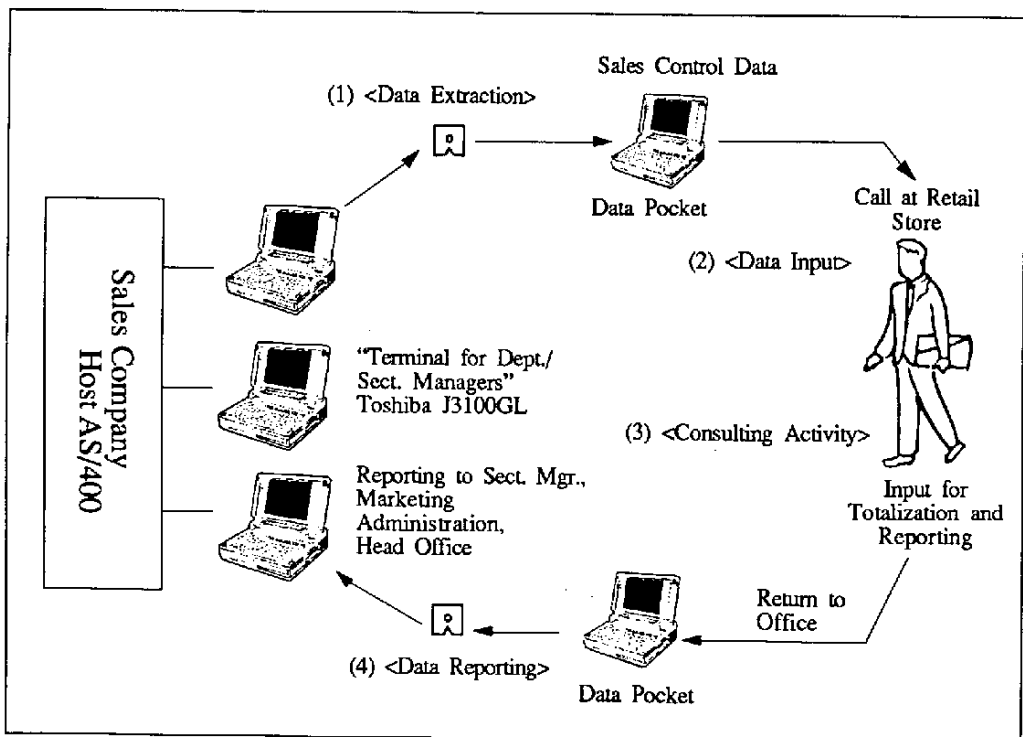 Sales Control Data
(1) <Data Extraction>
Data Pocket
Call at Retail
Store
(2) <Data Input>
Sales Company
Host AS/400
“Terminal for Dept./
Sect. Managers”
Toshiba J3100GL
(3) <Consulting Activity>
Reporting to Sect. Mgr.,
Marketing
Administration,
Head Office
Input for
Totalization and
Reporting
Return to
Office
(4) <Data Reporting>
Data Pocket